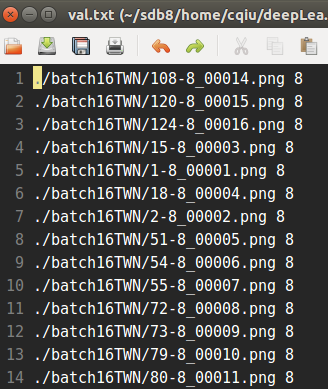 val.txt (~/sdb8/home/cqiu/deepLea
1 ./batch16TWN/108-8_00014.png 8
2 ./batch16TWN/120-8_00015.png 8
3 ./batch16TWN/124-8_00016.png 8
4 ./batch16TWN/15-8_00003.png 8
5 ./batch16TWN/1-8_00001.png 8
6 ./batch16TWN/18-8_00004.png 8
7 ./batch16TWN/2-8_00002.png 8
8 ./batch16TWN/51-8_00005.png 8
9 ./batch16TWN/54-8_00006.png 8
10 ./batch16TWN/55-8_00007.png 8
11 ./batch16TWN/72-8_00008.png 8
12 ./batch16TWN/73-8_00009.png 8
13 ./batch16TWN/79-8_00010.png 8
14 ./batch16TWN/80-8_00011.png 8